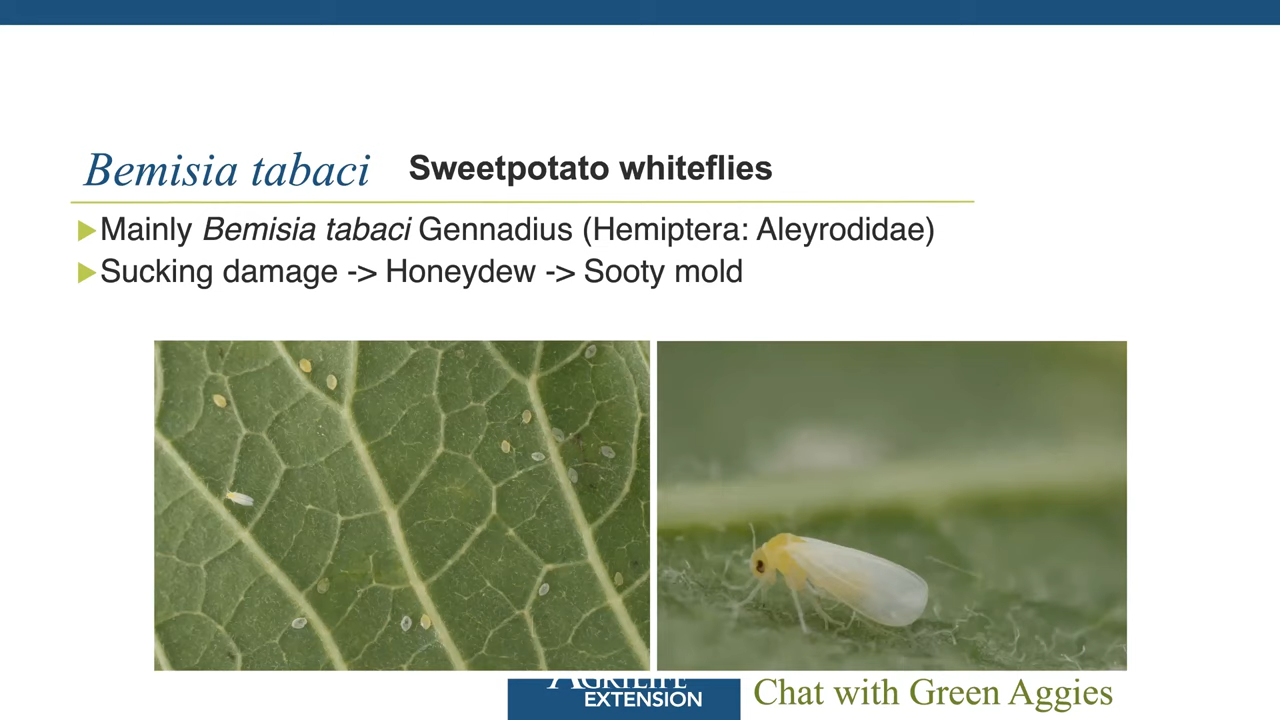 Bemisia tabaci Sweetpotato whiteflies
Mainly Bemisia tabaci Gennadius (Hemiptera: Aleyrodidae)
Sucking damage -> Honeydew -> Sooty mold
AGRILIFE
EXTENSION
Chat with Green Aggies